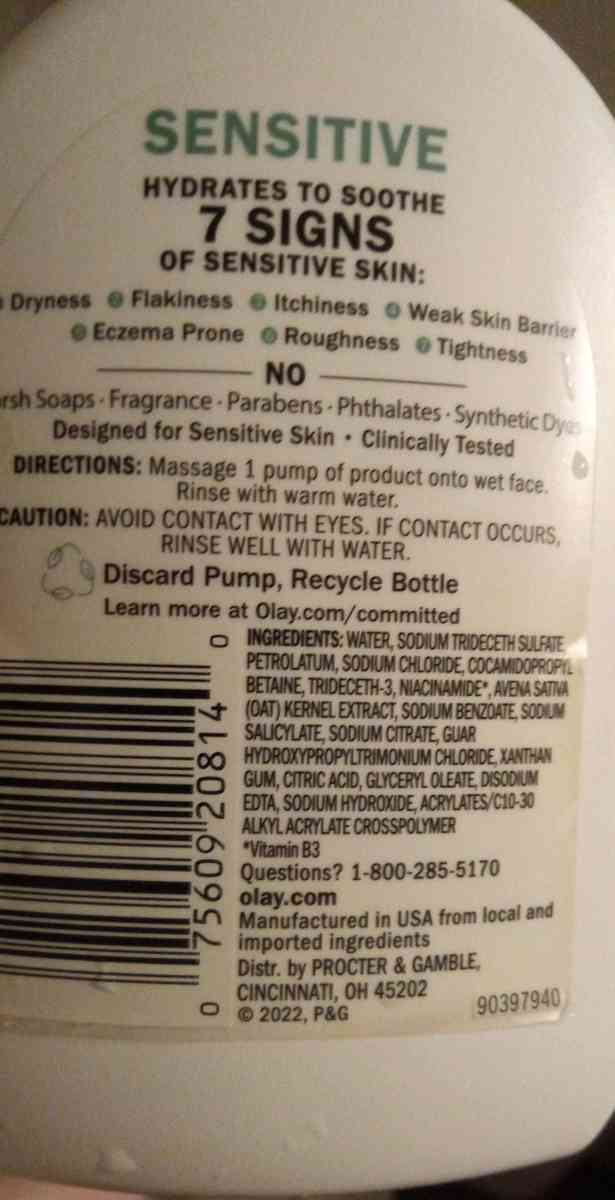 SENSITIVE
HYDRATES TO SOOTHE
7 SIGNS
OF SENSITIVE SKIN:
Dryness Flakiness Itchiness Weak Skin Barrier
Eczema Prone Roughness Tightness
NO
rsh Soaps · Fragrance · Parabens · Phthalates · Synthetic Dyes
Designed for Sensitive Skin • Clinically Tested
DIRECTIONS: Massage 1 pump of product onto wet face.
Rinse with warm water.
CAUTION: AVOID CONTACT WITH EYES. IF CONTACT OCCURS,
RINSE WELL WITH WATER.
Discard Pump, Recycle Bottle
Learn more at Olay.com/committed
INGREDIENTS: WATER, SODIUM TRIDECETH SULFATE,
PETROLATUM, SODIUM CHLORIDE, COCAMIDOPROPYL
BETAINE, TRIDECETH-3, NIACINAMIDE*, AVENA SATIVA
(OAT) KERNEL EXTRACT, SODIUM BENZOATE, SODIUM
SALICYLATE, SODIUM CITRATE, GUAR
HYDROXYPROPYLTRIMONIUM CHLORIDE, XANTHAN
GUM, CITRIC ACID, GLYCERYL OLEATE, DISODIUM
EDTA, SODIUM HYDROXIDE, ACRYLATES/C10-30
ALKYL ACRYLATE CROSSPOLYMER
*Vitamin B3
Questions? 1-800-285-5170
olay.com
Manufactured in USA from local and
imported ingredients
Distr. by PROCTER & GAMBLE,
CINCINNATI, OH 45202
© 2022, P&G
90397940
0 75609 20814 0